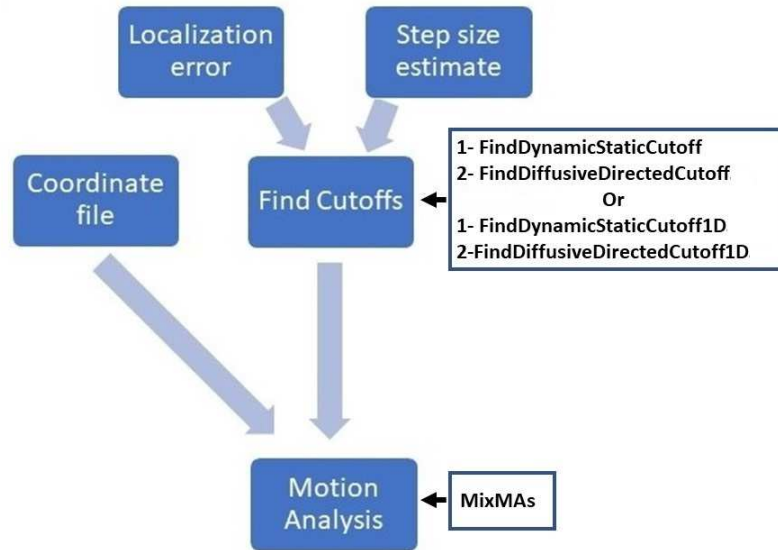 Localization
error
Step size
estimate
Coordinate
file
Find Cutoffs
1- FindDynamicStaticCutoff
2- FindDiffusiveDirectedCutoff.
Or
1- FindDynamicStaticCutoff1D
2-FindDiffusiveDirectedCutoff1D
Motion
Analysis
MixMAs